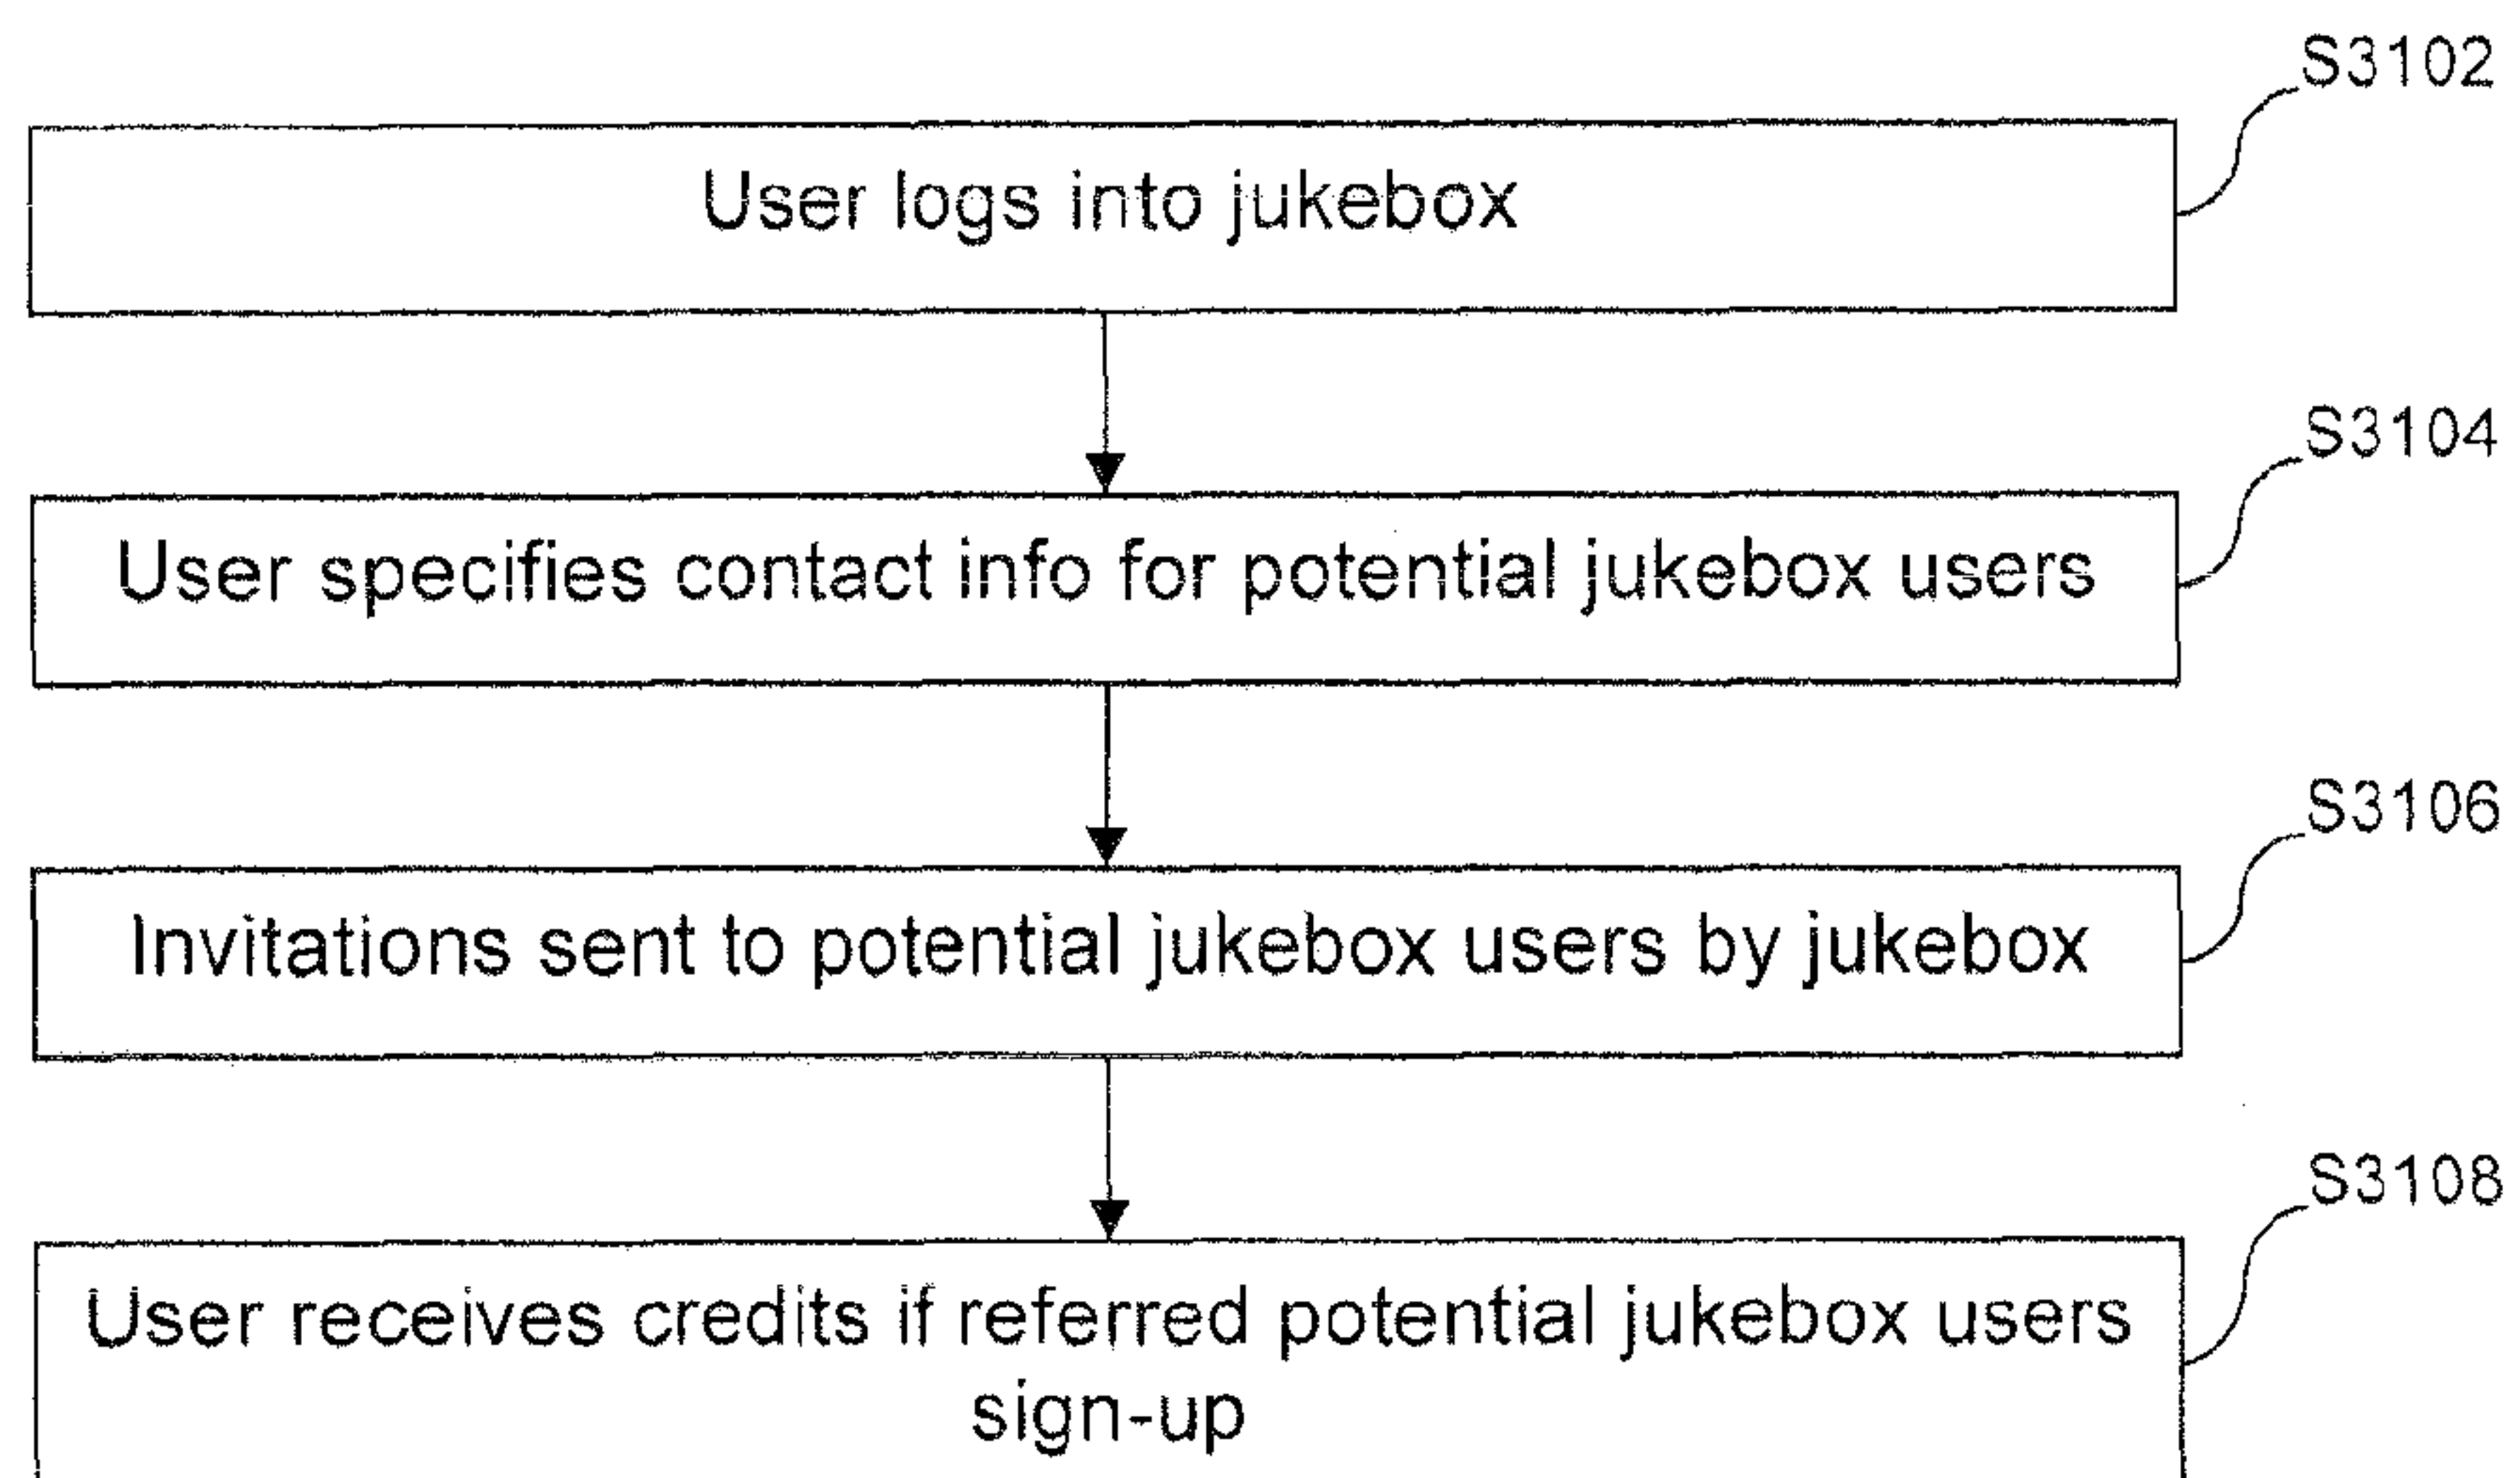 S3102
User logs into jukebox
S3104
User specifies contact info for potential jukebox users
S3106
Invitations sent to potential jukebox users by jukebox
S3108
User receives credits if referred potential jukebox users
sign-up